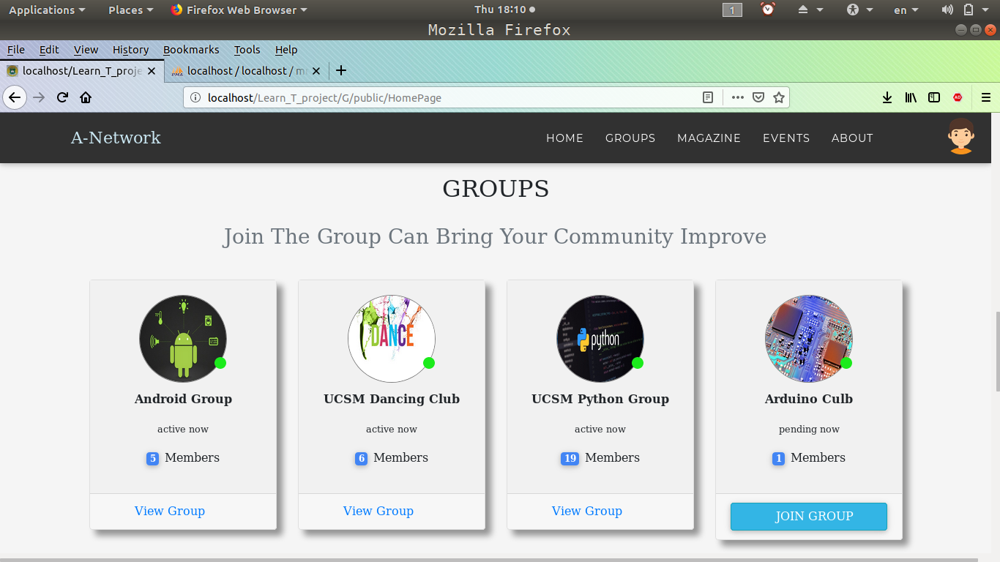 Applications Places Firefox Web Browser Thu 18:10 1 en
Mozilla Firefox
File Edit View History Bookmarks Tools Help
localhost/Learn_T_proje localhost / localhost / m
localhost/Learn_T_project/G/public/HomePage
A-Network HOME GROUPS MAGAZINE EVENTS ABOUT
GROUPS
Join The Group Can Bring Your Community Improve
DANCE
python
Android Group UCSM Dancing Club UCSM Python Group Arduino Culb
active now active now active now pending now
5 Members 6 Members 19 Members 1 Members
View Group View Group View Group JOIN GROUP